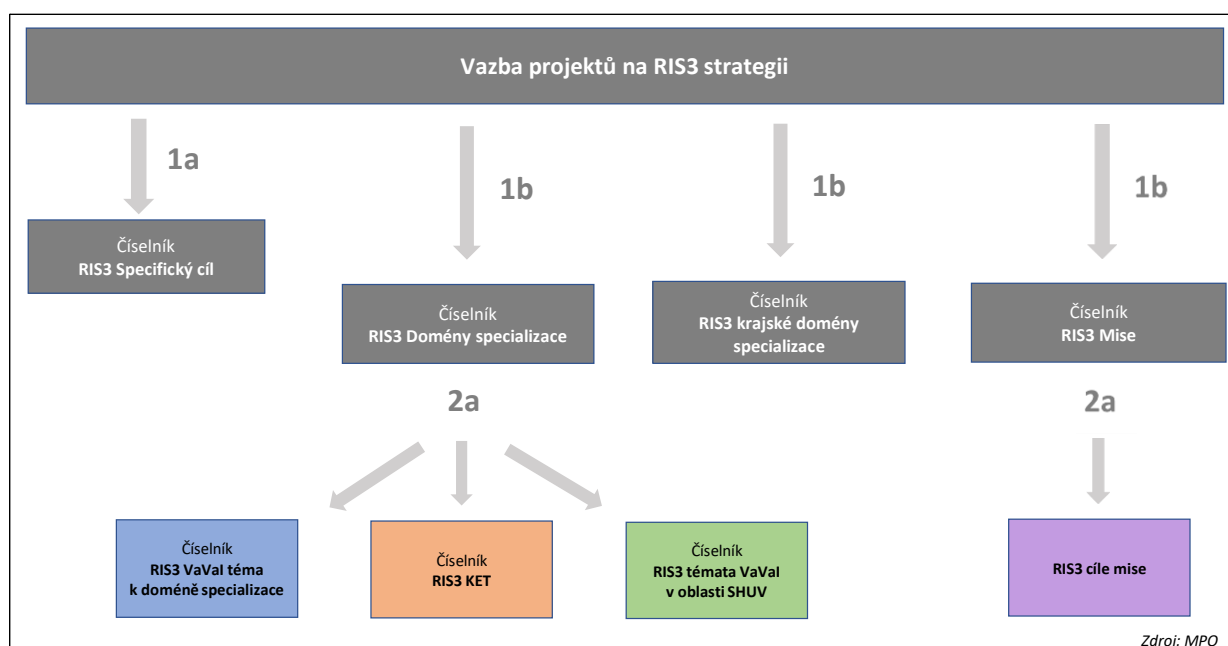 Vazba projektů na RIS3 strategii
1a
1b
1b
1b
Číselník
RIS3 Specifický cíl
Číselník
RIS3 Domény specializace
Číselník
RIS3 krajské domény
specializace
Číselník
RIS3 Mise
2a
2a
Číselník
RIS3 VaVaI téma
k doméně specializace
Číselník
RIS3 KET
Číselník
RIS3 témata VaVaI
v oblasti SHUV
RIS3 cíle mise
Zdroj: MPO